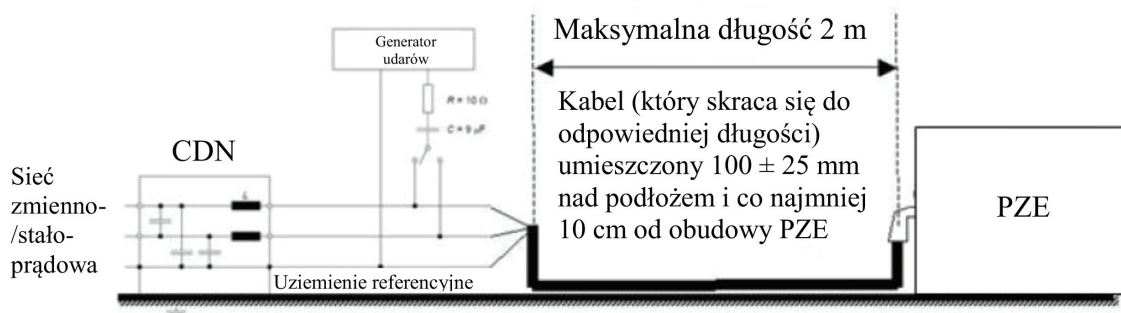 Generator
udarów
Maksymalna długość 2 m
R = 10 Ω
C = 9 µF
Kabel (który skraca się do
odpowiedniej długości)
umieszczony 100 ± 25 mm
nad podłożem i co najmniej
10 cm od obudowy PZE
CDN
L
Sieć
zmienno-
/stało-
prądowa
PZE
Uziemienie referencyjne